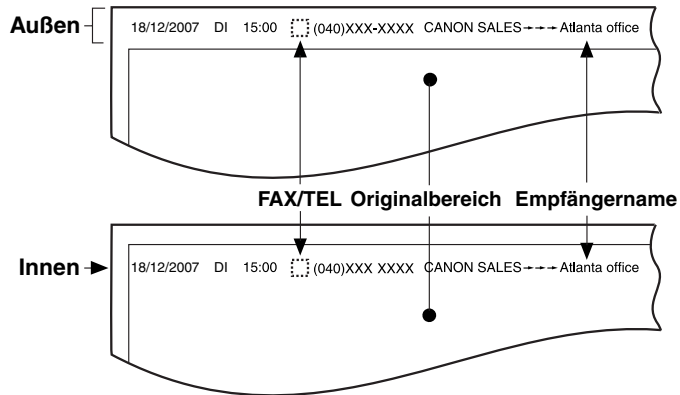 Außen
18/12/2007 DI 15:00 (040)XXX-XXXX CANON SALES➝➝➝Atlanta office
FAX/TEL Originalbereich Empfängername
Innen
18/12/2007 DI 15:00 (040)XXX XXXX CANON SALES➝➝➝Atlanta office